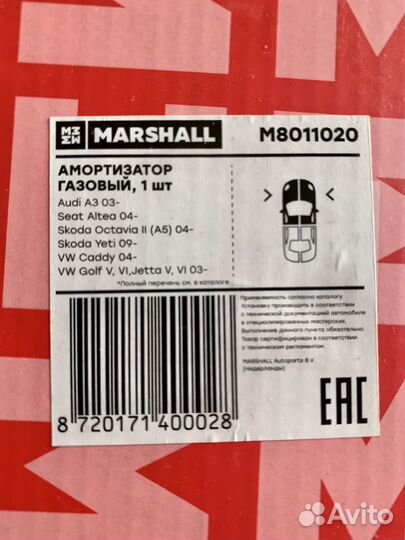 MARSHALL
M8011020
АМОРТИЗАТОР
ГАЗОВЫЙ, 1 шт
Audi A3 03-
Seat Altea 04-
Skoda Octavia II (A5) 04-
Skoda Yeti 09-
VW Caddy 04-
VW Golf V, VI,Jetta V, VI 03-
*Полный перечень см. в каталоге
Применяемость согласно каталогу.
Установку производить в соответствии
с технической документацией автомобиля
в специализированных мастерских.
Выполнение данного пункта обязательно.
Товар сертифицирован в соответствии
с техническим регламентом.
MARSHALL Autoparts B.V.
(Нидерланды)
8 720171 400028
EAC
Avito